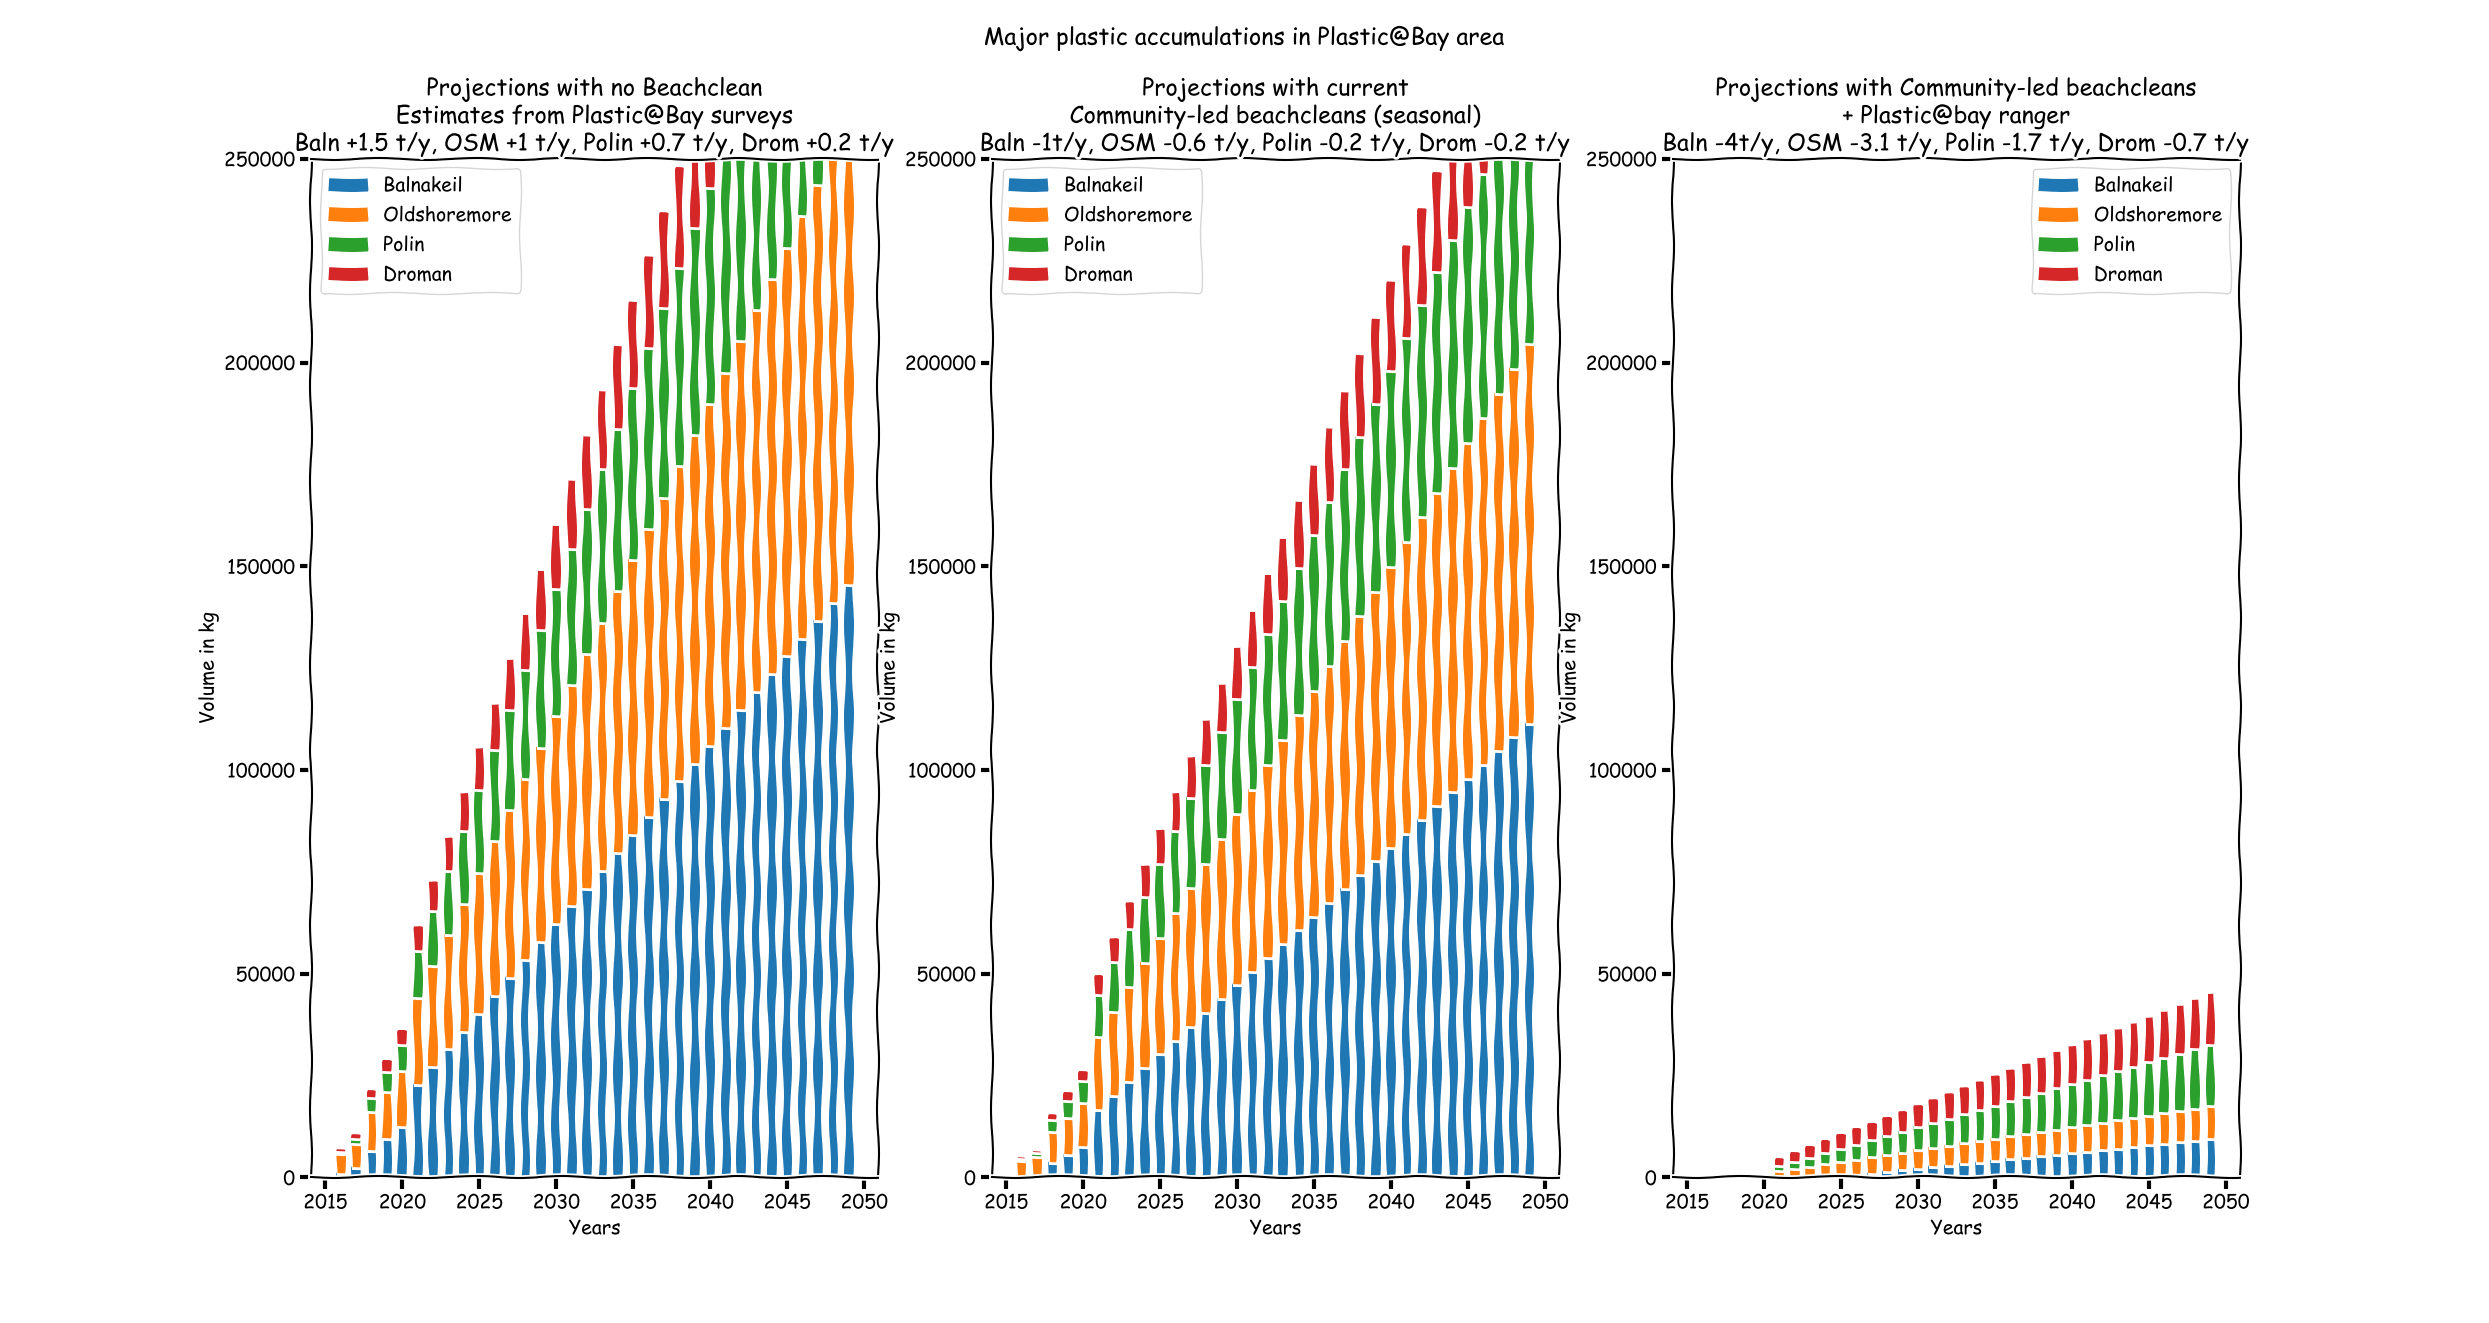 Major plastic accumulations in Plastic@Bay area
Projections with no Beachclean
Estimates from Plastic@Bay surveys
Baln +1.5 t/y, OSM +1 t/y, Polin +0.7 t/y, Drom +0.2 t/y
250000
200000
150000
100000
50000
0
Volume in kg
Balnakeil
Oldshoremore
Polin
Droman
2015 2020 2025 2030 2035 2040 2045 2050
Years
Projections with current
Community-led beachcleans (seasonal)
Baln -1t/y, OSM -0.6 t/y, Polin -0.2 t/y, Drom -0.2 t/y
250000
200000
150000
100000
50000
0
Volume in kg
Balnakeil
Oldshoremore
Polin
Droman
2015 2020 2025 2030 2035 2040 2045 2050
Years
Projections with Community-led beachcleans
+ Plastic@bay ranger
Baln -4t/y, OSM -3.1 t/y, Polin -1.7 t/y, Drom -0.7 t/y
250000
200000
150000
100000
50000
0
Volume in kg
Balnakeil
Oldshoremore
Polin
Droman
2015 2020 2025 2030 2035 2040 2045 2050
Years